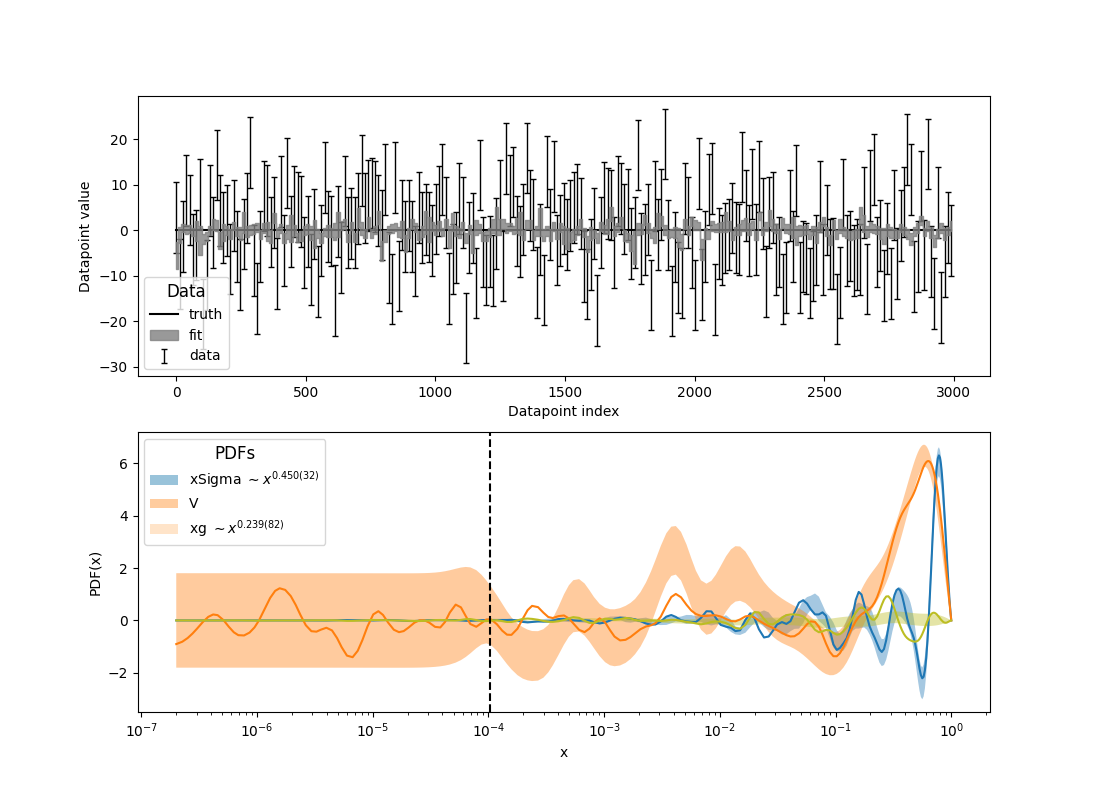 20
10
0
−10
−20
−30
Datapoint value
Data
truth
fit
data
0
500
1000
1500
2000
2500
3000
Datapoint index
6
4
2
0
−2
PDF(x)
PDFs
xSigma ∼x^{0.450(32)}
V
xg ∼x^{0.239(82)}
10^{−7}
10^{−6}
10^{−5}
10^{−4}
10^{−3}
10^{−2}
10^{−1}
10^{0}
x